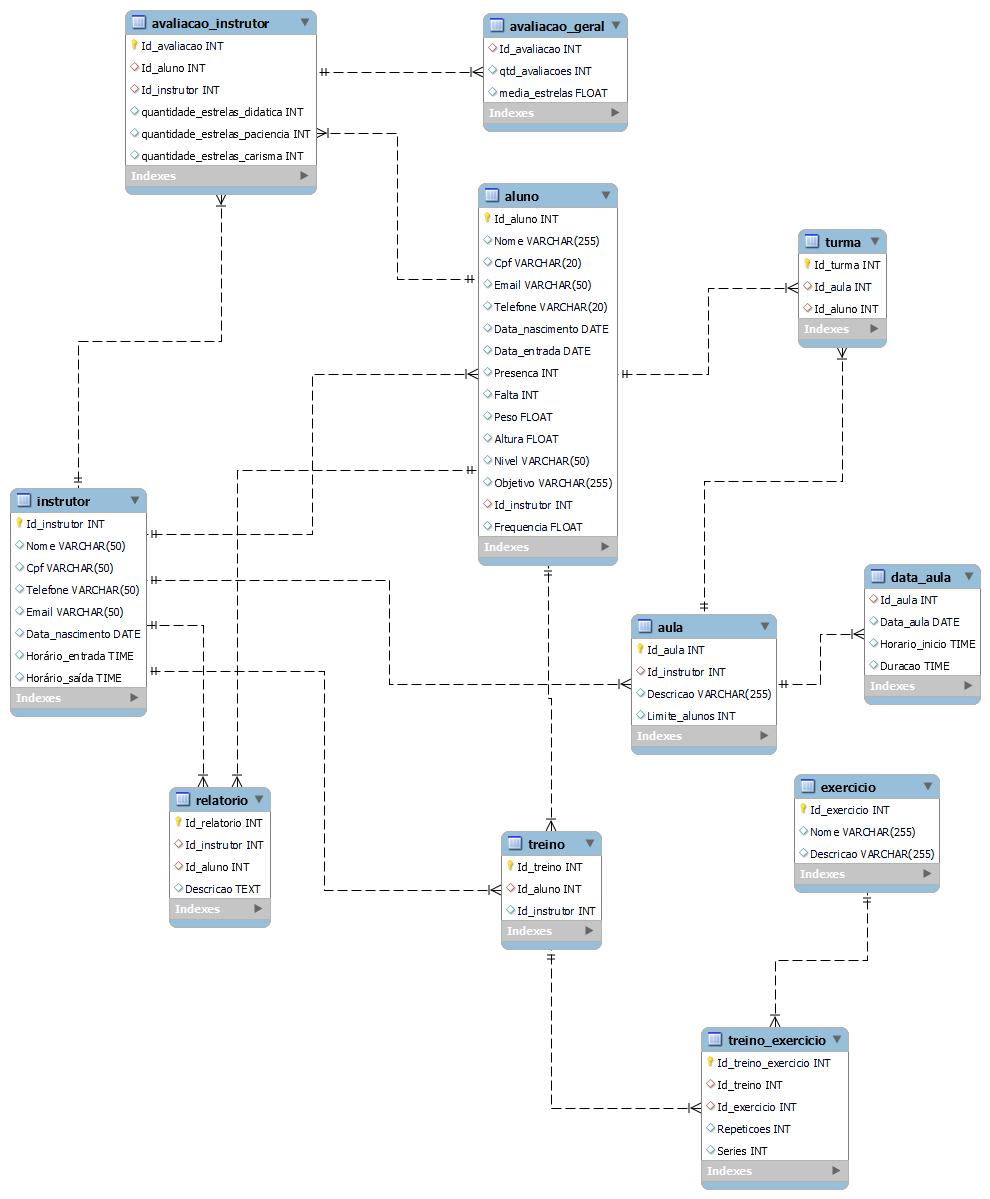 avaliacao_instrutor
Id_avaliacao INT
Id_aluno INT
Id_instrutor INT
quantidade_estrelas_didatica INT
quantidade_estrelas_paciencia INT
quantidade_estrelas_carisma INT
Indexes
avaliacao_geral
Id_avaliacao INT
qtd_avaliacoes INT
media_estrelas FLOAT
Indexes
aluno
Id_aluno INT
Nome VARCHAR(255)
Cpf VARCHAR(20)
Email VARCHAR(50)
Telefone VARCHAR(20)
Data_nascimento DATE
Data_entrada DATE
Presenca INT
Falta INT
Peso FLOAT
Altura FLOAT
Nivel VARCHAR(50)
Objetivo VARCHAR(255)
Id_instrutor INT
Frequencia FLOAT
Indexes
turma
Id_turma INT
Id_aula INT
Id_aluno INT
Indexes
instrutor
Id_instrutor INT
Nome VARCHAR(50)
Cpf VARCHAR(50)
Telefone VARCHAR(50)
Email VARCHAR(50)
Data_nascimento DATE
Horário_entrada TIME
Horário_saída TIME
Indexes
data_aula
Id_aula INT
Data_aula DATE
Horario_inicio TIME
Duracao TIME
Indexes
aula
Id_aula INT
Id_instrutor INT
Descricao VARCHAR(255)
Limite_alunos INT
Indexes
relatorio
Id_relatorio INT
Id_instrutor INT
Id_aluno INT
Descricao TEXT
Indexes
exercicio
Id_exercicio INT
Nome VARCHAR(255)
Descricao VARCHAR(255)
Indexes
treino
Id_treino INT
Id_aluno INT
Id_instrutor INT
Indexes
treino_exercicio
Id_treino_exercicio INT
Id_treino INT
Id_exercicio INT
Repeticoes INT
Series INT
Indexes